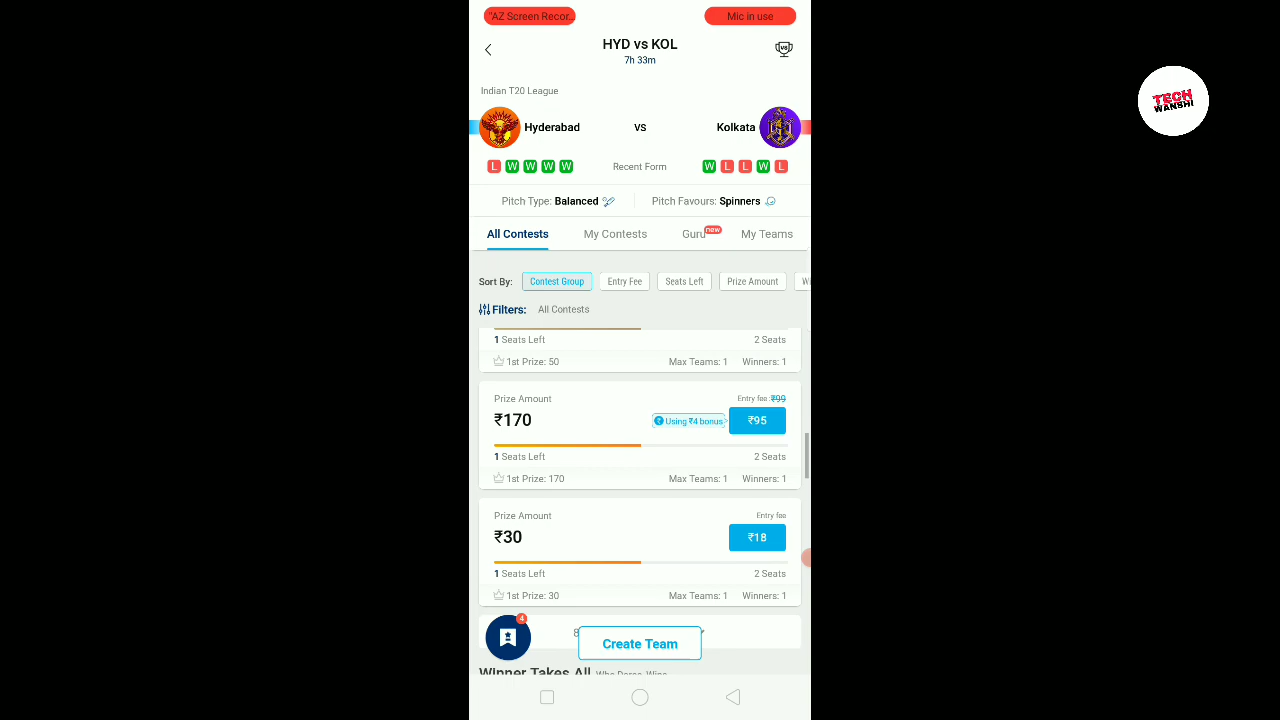 "AZ Screen Recor.. Mic in use
HYD vs KOL
7h 33m
Indian T20 League
Hyderabad VS Kolkata
L W W W W Recent Form W L L W L
Pitch Type: Balanced Pitch Favours: Spinners
All Contests My Contests Guru new My Teams
Sort By: Contest Group Entry Fee Seats Left Prize Amount
Filters: All Contests
1 Seats Left 2 Seats
1st Prize: 50 Max Teams: 1 Winners: 1
Prize Amount Entry fee: ₹99
₹170 Using ₹4 bonus ₹95
1 Seats Left 2 Seats
1st Prize: 170 Max Teams: 1 Winners: 1
Prize Amount Entry fee
₹30 ₹18
1 Seats Left 2 Seats
1st Prize: 30 Max Teams: 1 Winners: 1
4
Create Team
Winner Takes All Who Dares, Wins
TECH
WANSHI